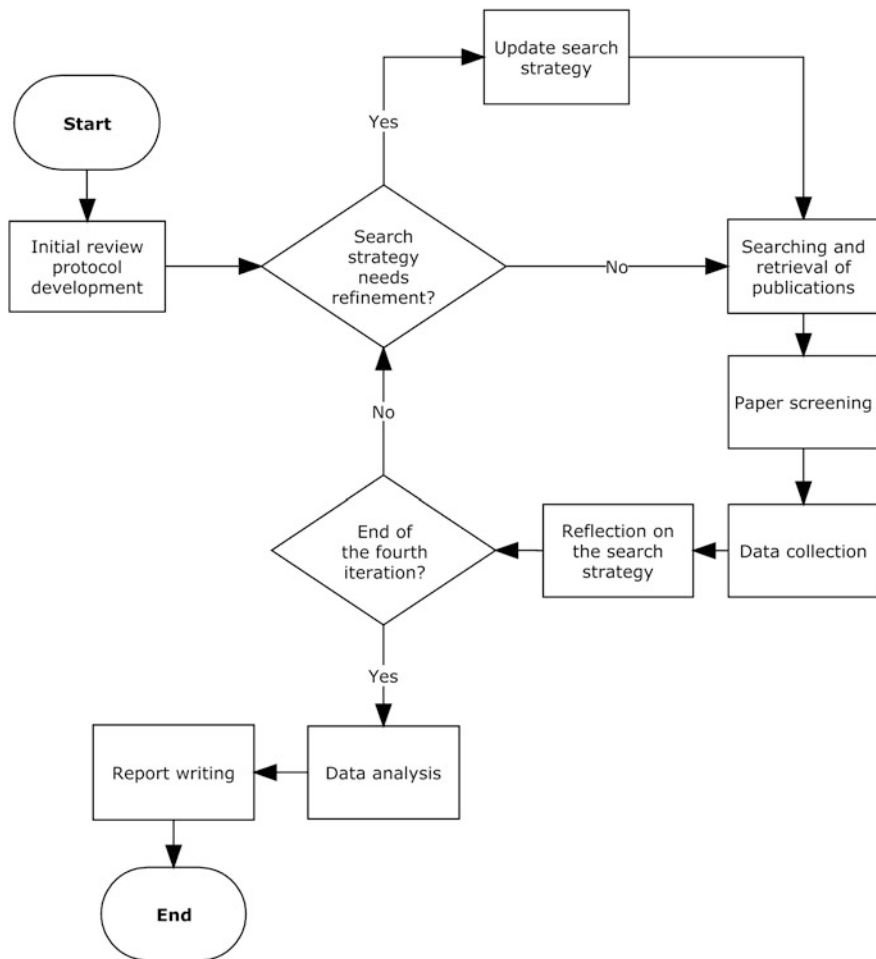 Start
Initial review
protocol
development
Search
strategy
needs
refinement?
Yes
Update search
strategy
No
Searching and
retrieval of
publications
Paper screening
Data collection
Reflection on
the search
strategy
End of
the fourth
iteration?
No
Yes
Data analysis
Report writing
End